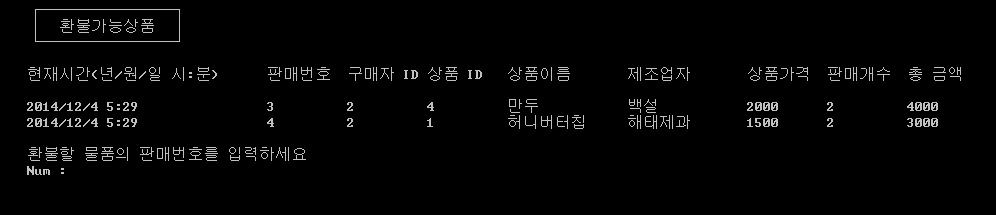 환불가능상품
현재시간(년/원/일 시:분) 판매번호 구매자 ID 상품 ID 상품이름 제조업자 상품가격 판매개수 총 금액
2014/12/4 5:29 3 2 4 만두 백설 2000 2 4000
2014/12/4 5:29 4 2 1 허니버터칩 해태제과 1500 2 3000
환불할 물품의 판매번호를 입력하세요
Num :